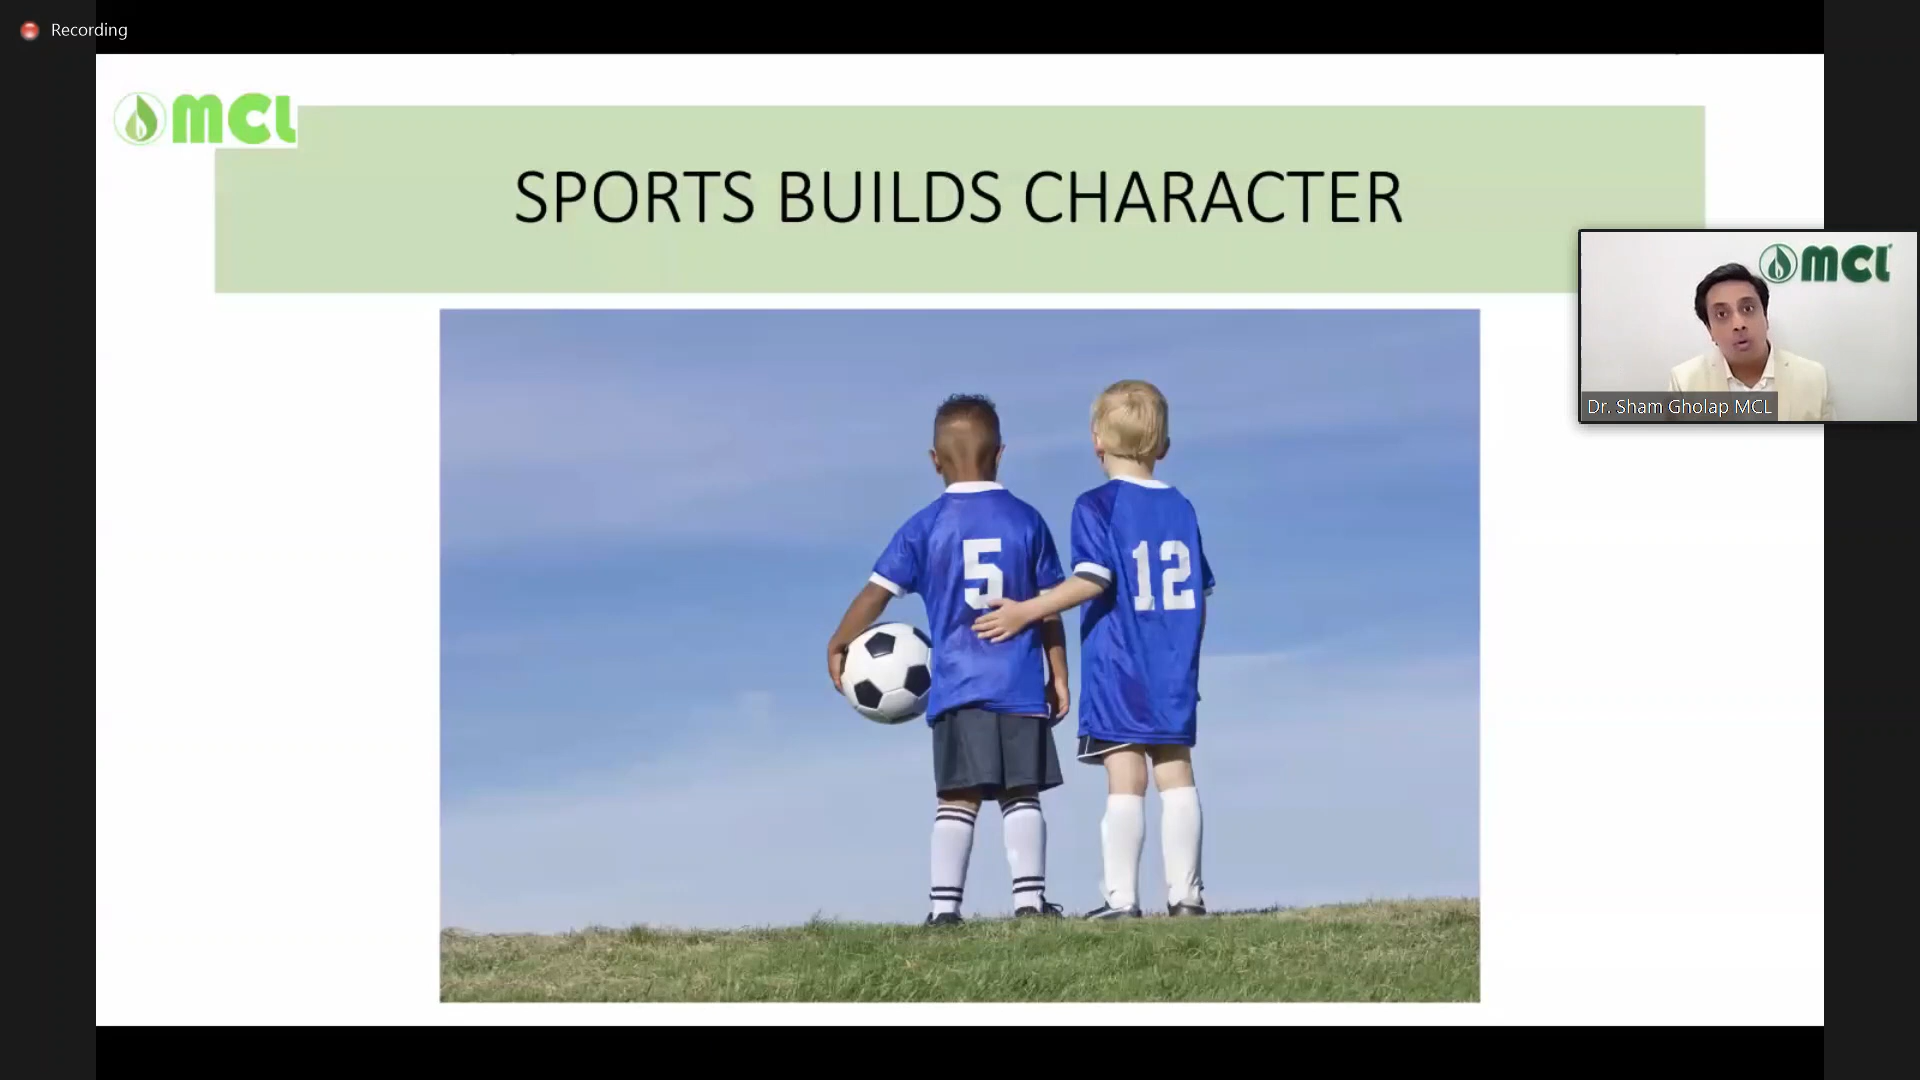 Recording
MCL
SPORTS BUILDS CHARACTER
MCL
Dr. Sham Gholap MCL
5
12